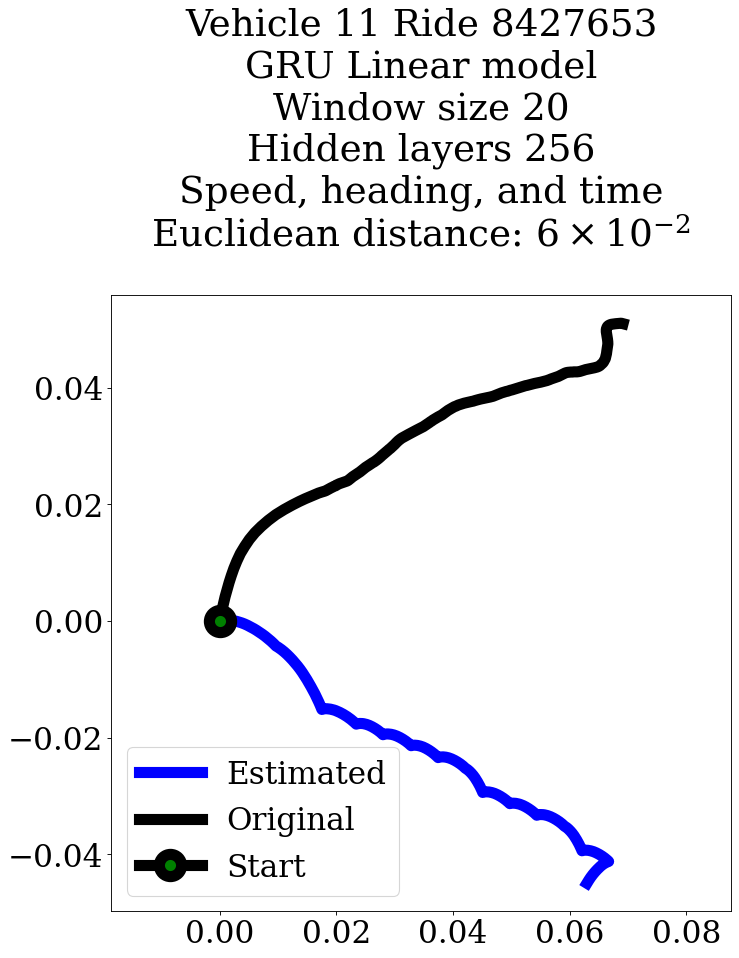 Vehicle 11 Ride 8427653
GRU Linear model
Window size 20
Hidden layers 256
Speed, heading, and time
Euclidean distance: 6 × 10⁻²
0.04
0.02
0.00
−0.02
−0.04
Estimated
Original
Start
0.00 0.02 0.04 0.06 0.08